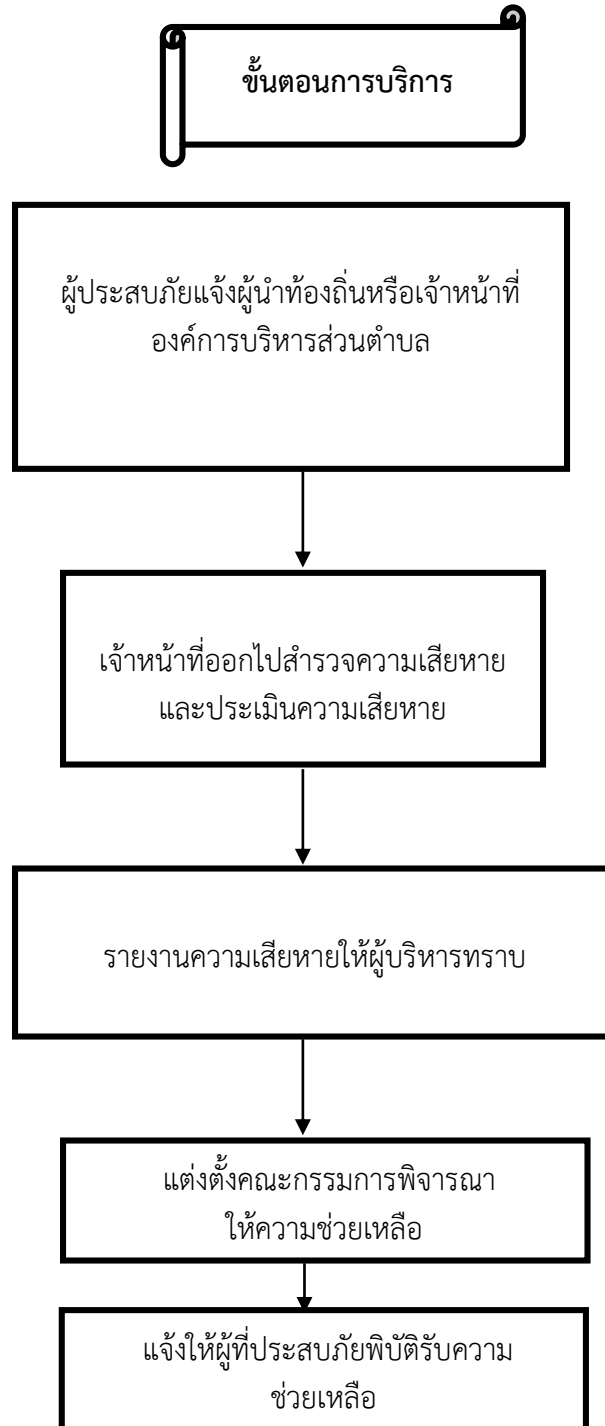 ขั้นตอนการบริการ
ผู้ประสบภัยแจ้งผู้นำท้องถิ่นหรือเจ้าหน้าที่
องค์การบริหารส่วนตำบล
เจ้าหน้าที่ออกไปสำรวจความเสียหาย
และประเมินความเสียหาย
รายงานความเสียหายให้ผู้บริหารทราบ
แต่งตั้งคณะกรรมการพิจารณา
ให้ความช่วยเหลือ
แจ้งให้ผู้ที่ประสบภัยพิบัติรับความ
ช่วยเหลือ